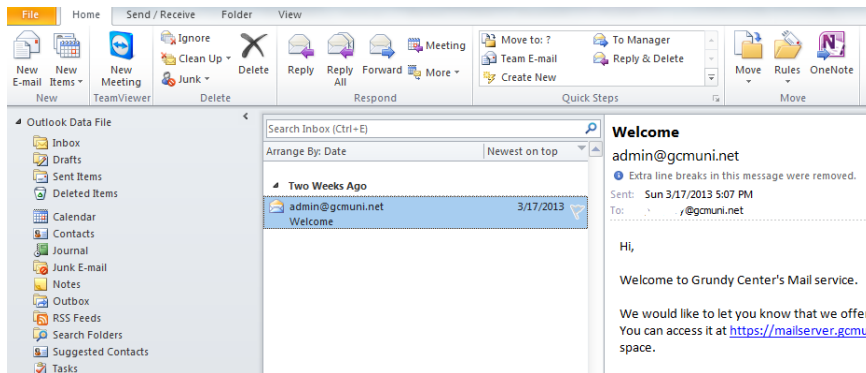 File Home Send / Receive Folder View
New E-mail
New Items
New
New Meeting
TeamViewer
Ignore
Clean Up
Junk
Delete
Delete
Reply
Reply All
Forward
Meeting
More
Respond
Move to: ?
Team E-mail
Create New
To Manager
Reply & Delete
Quick Steps
Move
Rules
OneNote
Move
Outlook Data File
Inbox
Drafts
Sent Items
Deleted Items
Calendar
Contacts
Journal
Junk E-mail
Notes
Outbox
RSS Feeds
Search Folders
Suggested Contacts
Tasks
Search Inbox (Ctrl+E)
Arrange By: Date Newest on top
Two Weeks Ago
admin@gcmuni.net 3/17/2013
Welcome
Welcome
admin@gcmuni.net
Extra line breaks in this message were removed.
Sent: Sun 3/17/2013 5:07 PM
To: y@gcmuni.net
Hi,
Welcome to Grundy Center's Mail service.
We would like to let you know that we offe
You can access it at https://mailserver.gcmu
space.